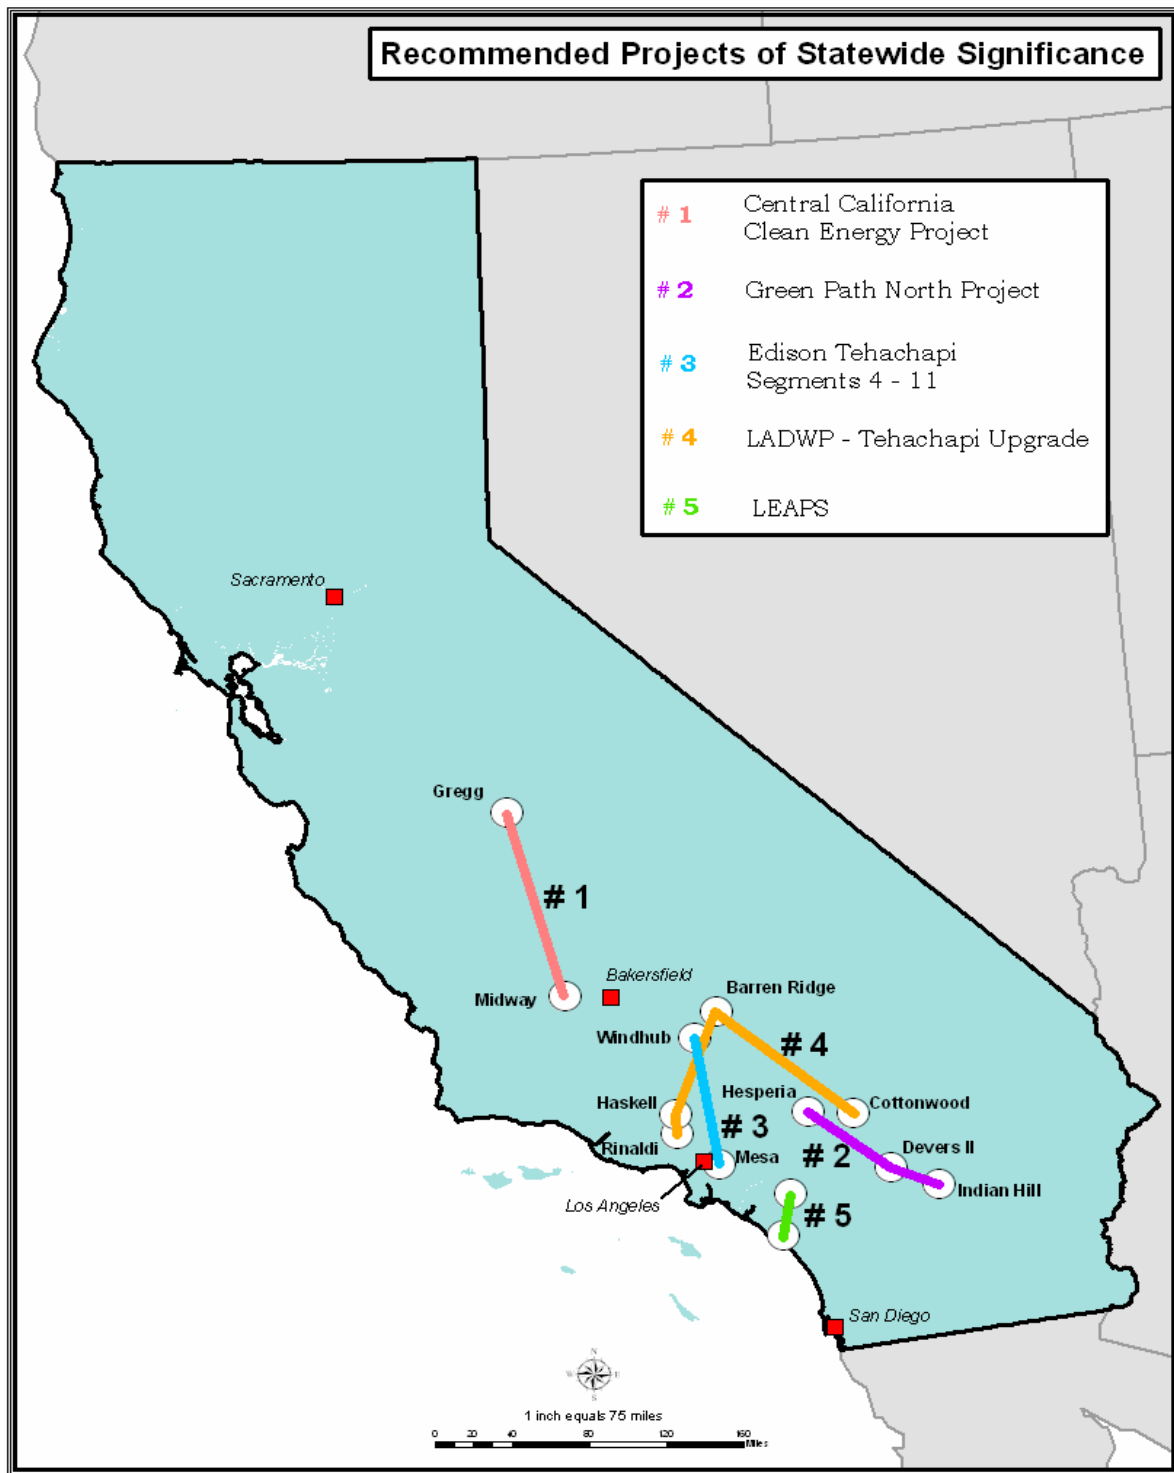 Recommended Projects of Statewide Significance
# 1 Central California
Clean Energy Project
# 2 Green Path North Project
# 3 Edison Tehachapi
Segments 4 - 11
# 4 LADWP - Tehachapi Upgrade
# 5 LEAPS
Sacramento
Gregg
# 1
Bakersfield
Midway
Barren Ridge
Windhub
# 4
Hesperia
Haskell
Cottonwood
# 3
Rinaldi
Mesa
# 2
Devers II
Indian Hill
Los Angeles
# 5
San Diego
N
W
E
S
1 inch equals 75 miles
0 20 40 80 120 160
Miles